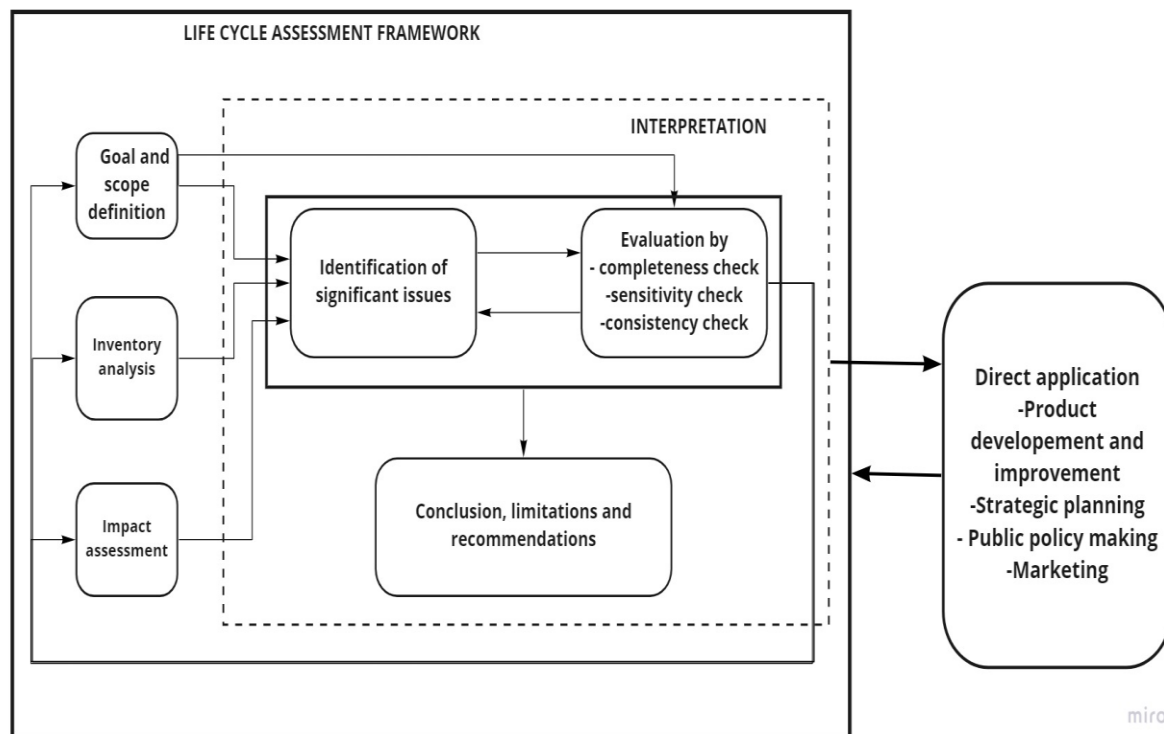 LIFE CYCLE ASSESSMENT FRAMEWORK
INTERPRETATION
Goal and
scope
definition
Identification of
significant issues
Evaluation by
- completeness check
-sensitivity check
-consistency check
Inventory
analysis
Impact
assessment
Conclusion, limitations and
recommendations
Direct application
-Product
developement and
improvement
-Strategic planning
- Public policy making
-Marketing
miro